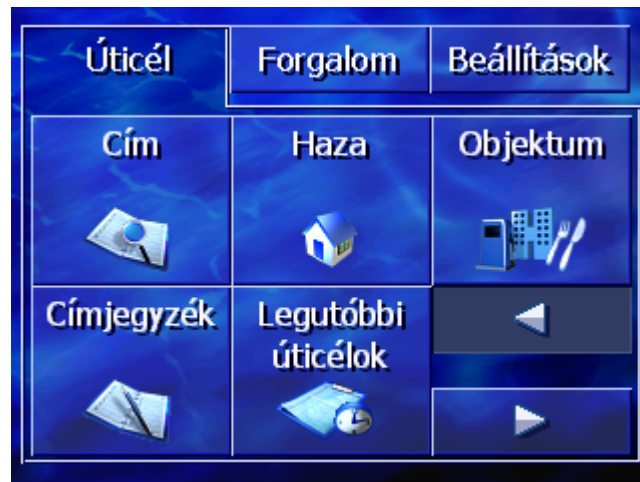 Úticél
Forgalom
Beállítások
Cím
Haza
Objektum
Címjegyzék
Legutóbbi
úticélok